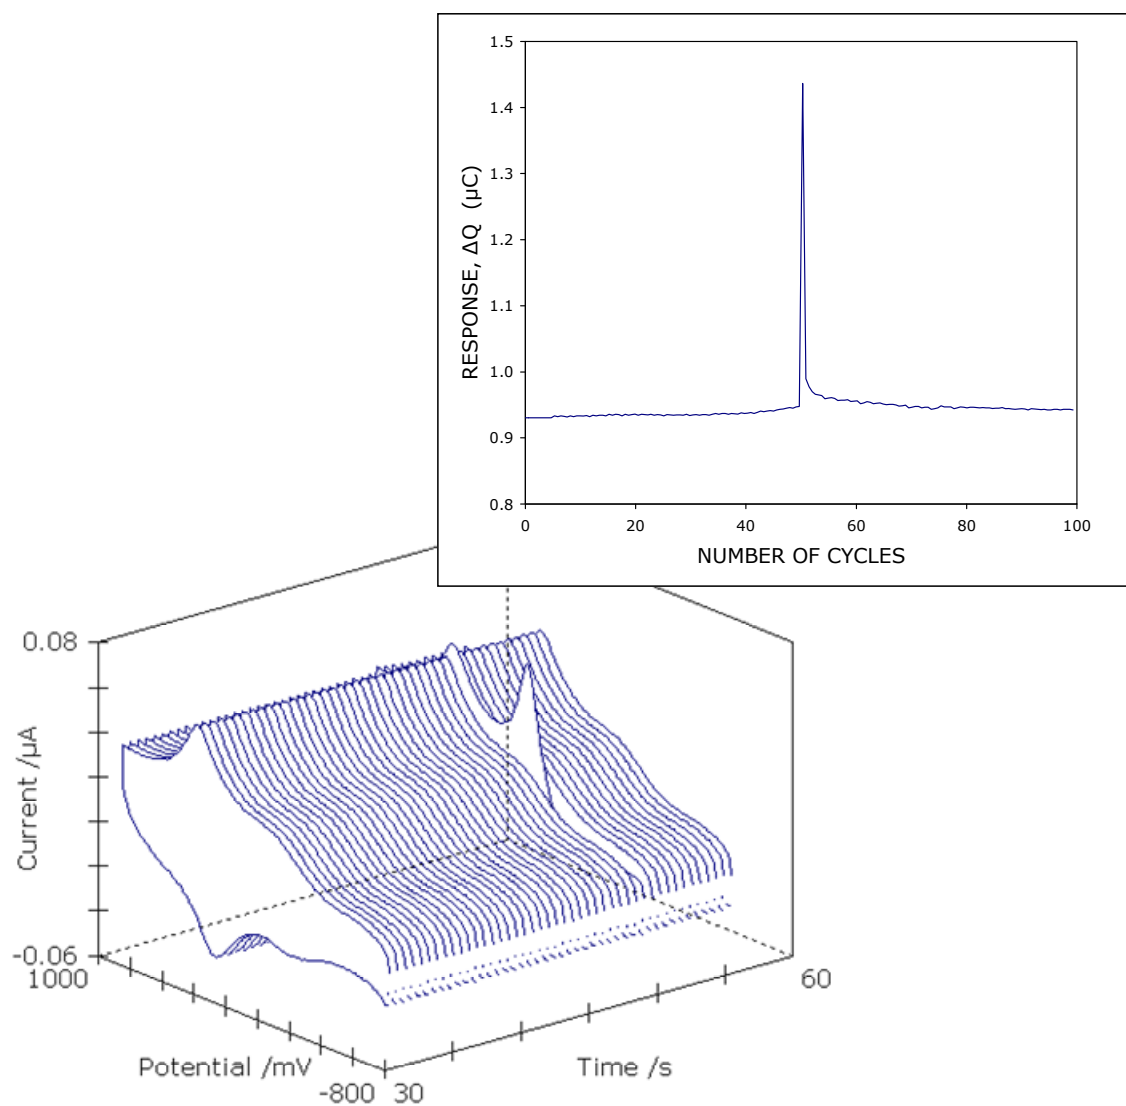 1.5
1.4
1.3
1.2
1.1
1.0
0.9
0.8
RESPONSE, ΔQ (µC)
0 20 40 60 80 100
NUMBER OF CYCLES
0.08
Current /µA
-0.06
1000
Potential /mV
-800
30
Time /s
60